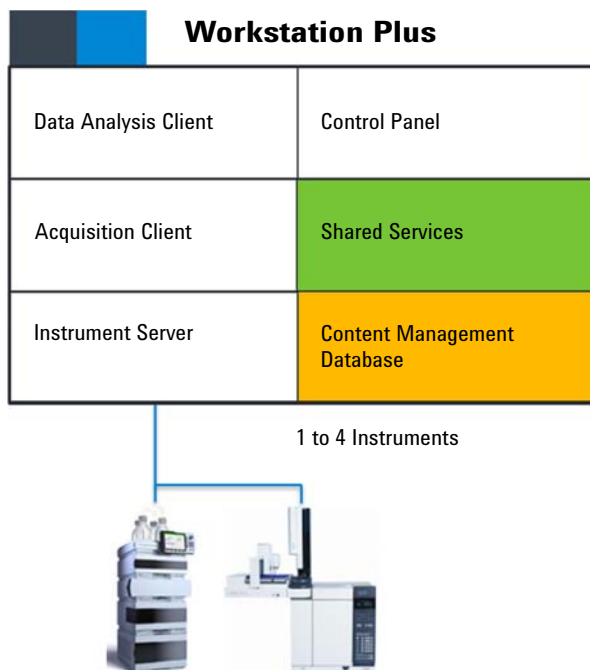 Workstation Plus
Data Analysis Client
Control Panel
Acquisition Client
Shared Services
Instrument Server
Content Management
Database
1 to 4 Instruments